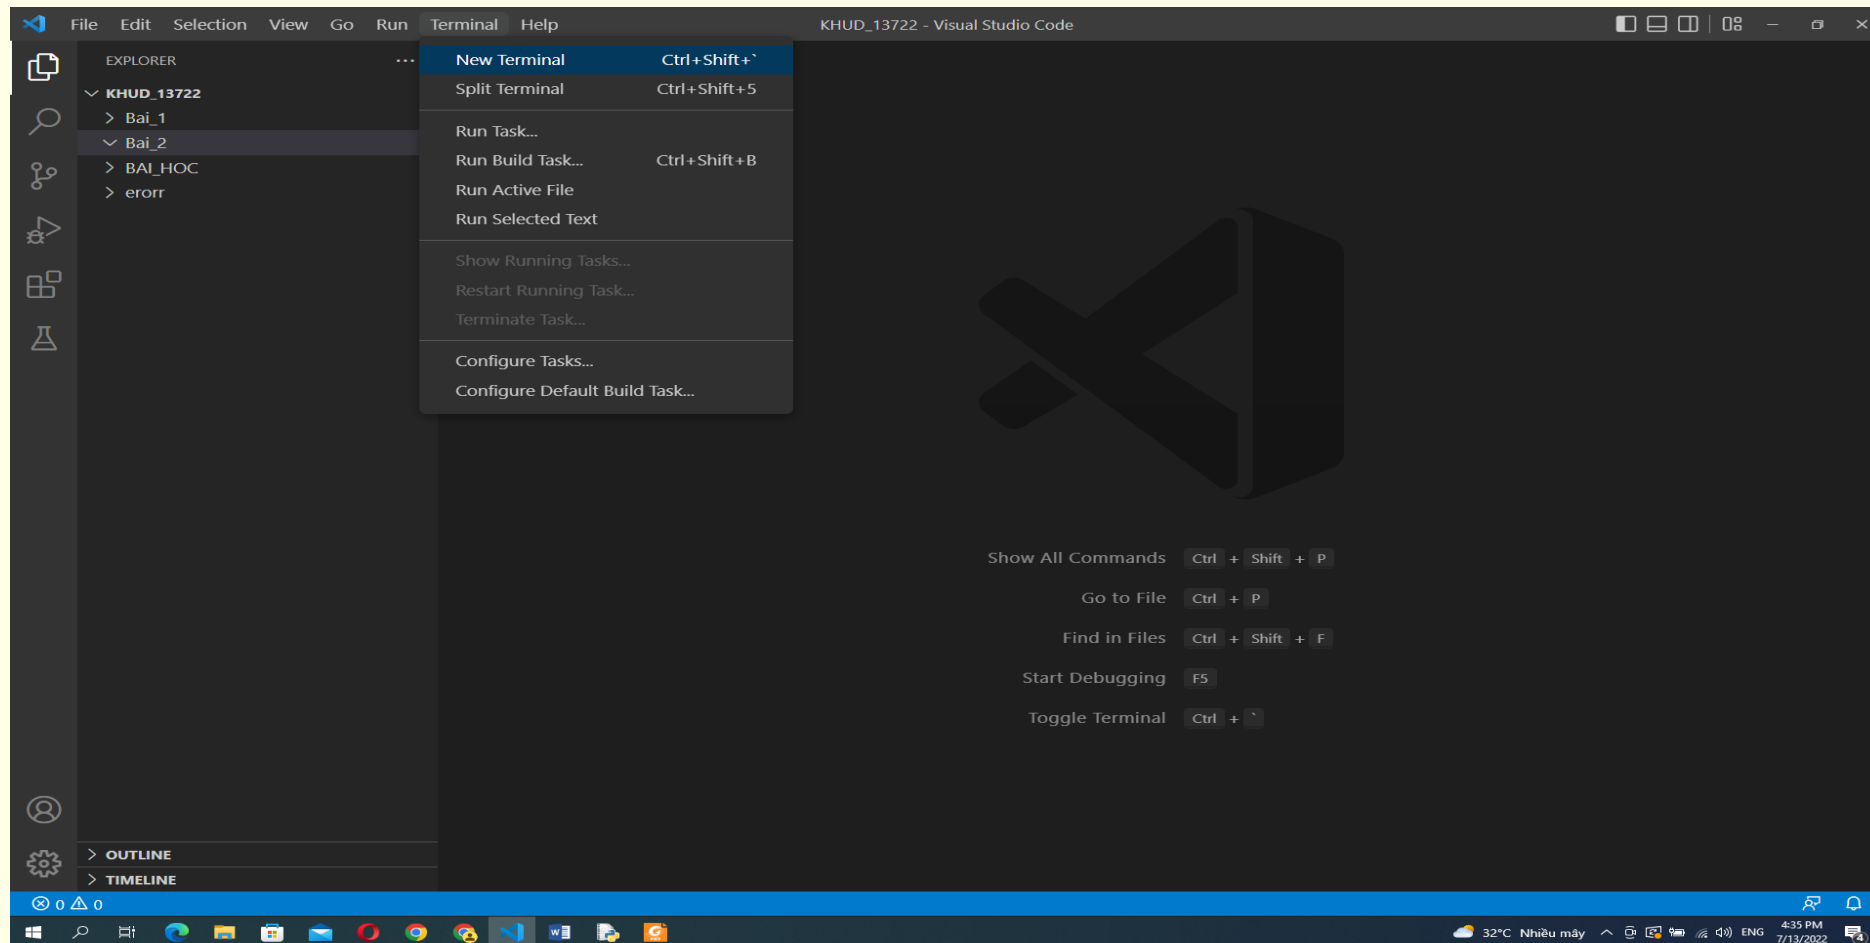 File Edit Selection View Go Run Terminal Help
KHUD_13722 - Visual Studio Code
EXPLORER
KHUD_13722
Bai_1
Bai_2
BAI_HOC
erorr
New Terminal Ctrl+Shift+`
Split Terminal Ctrl+Shift+5
Run Task...
Run Build Task... Ctrl+Shift+B
Run Active File
Run Selected Text
Show Running Tasks...
Restart Running Task...
Terminate Task...
Configure Tasks...
Configure Default Build Task...
Show All Commands Ctrl + Shift + P
Go to File Ctrl + P
Find in Files Ctrl + Shift + F
Start Debugging F5
Toggle Terminal Ctrl + `
OUTLINE
TIMELINE
0 0
32°C Nhiều mây ENG
4:35 PM
7/13/2022
4